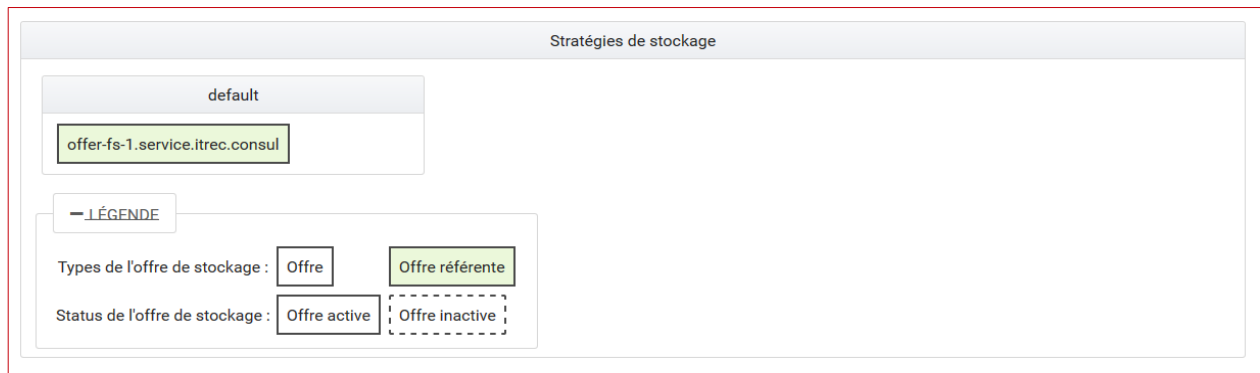 Stratégies de stockage
default
offer-fs-1.service.itrec.consul
LÉGENDE
Types de l'offre de stockage : Offre Offre référente
Status de l'offre de stockage : Offre active Offre inactive